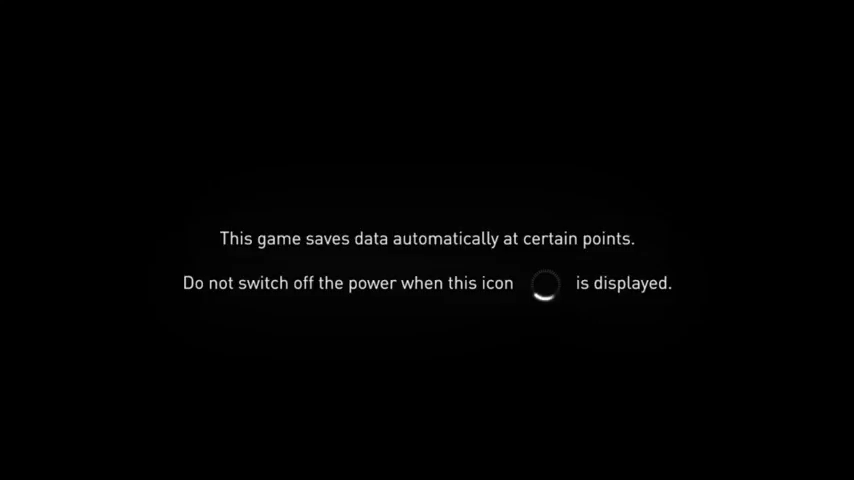 This game saves data automatically at certain points.
Do not switch off the power when this icon is displayed.